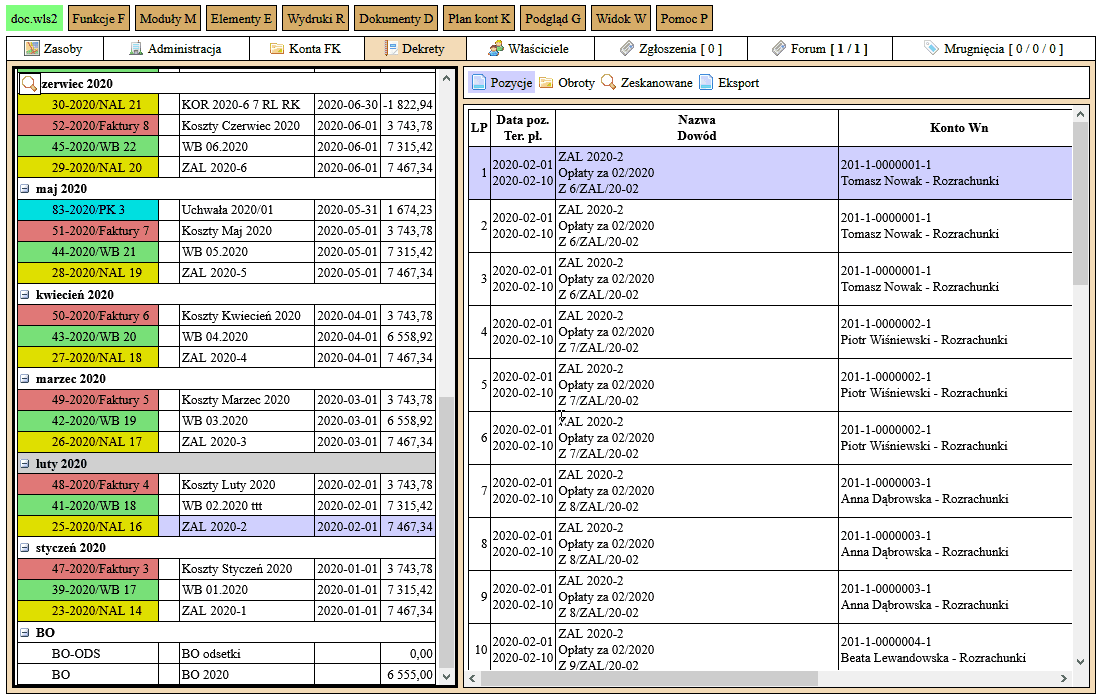 doc.wls2 Funkcje F Moduły M Elementy E Wydruki R Dokumenty D Plan kont K Podgląd G Widok W Pomoc P
Zasoby Administracja Konta FK Dekrety Właściciele Zgłoszenia [ 0 ] Forum [ 1 / 1 ] Mrugnięcia [ 0 / 0 / 0 ]
zerwiec 2020
30-2020/NAL 21 KOR 2020-6 7 RL RK 2020-06-30 -1 822,94
52-2020/Faktury 8 Koszty Czerwiec 2020 2020-06-01 3 743,78
45-2020/WB 22 WB 06.2020 2020-06-01 7 315,42
29-2020/NAL 20 ZAL 2020-6 2020-06-01 7 467,34
maj 2020
83-2020/PK 3 Uchwała 2020/01 2020-05-31 1 674,23
51-2020/Faktury 7 Koszty Maj 2020 2020-05-01 3 743,78
44-2020/WB 21 WB 05.2020 2020-05-01 7 315,42
28-2020/NAL 19 ZAL 2020-5 2020-05-01 7 467,34
kwiecień 2020
50-2020/Faktury 6 Koszty Kwiecień 2020 2020-04-01 3 743,78
43-2020/WB 20 WB 04.2020 2020-04-01 6 558,92
27-2020/NAL 18 ZAL 2020-4 2020-04-01 7 467,34
marzec 2020
49-2020/Faktury 5 Koszty Marzec 2020 2020-03-01 3 743,78
42-2020/WB 19 WB 03.2020 2020-03-01 6 558,92
26-2020/NAL 17 ZAL 2020-3 2020-03-01 7 467,34
luty 2020
48-2020/Faktury 4 Koszty Luty 2020 2020-02-01 3 743,78
41-2020/WB 18 WB 02.2020 ttt 2020-02-01 7 315,42
25-2020/NAL 16 ZAL 2020-2 2020-02-01 7 467,34
styczeń 2020
47-2020/Faktury 3 Koszty Styczeń 2020 2020-01-01 3 743,78
39-2020/WB 17 WB 01.2020 2020-01-01 7 315,42
23-2020/NAL 14 ZAL 2020-1 2020-01-01 7 467,34
BO
BO-ODS BO odsetki 0,00
BO BO 2020 6 555,00
Pozycje Obroty Zeskanowane Eksport
LP Data poz. Ter. pł. Nazwa Dowód Konto Wn
1 2020-02-01 2020-02-10 ZAL 2020-2
Opłaty za 02/2020
Z 6/ZAL/20-02
201-1-0000001-1
Tomasz Nowak - Rozrachunki
2 2020-02-01 2020-02-10 ZAL 2020-2
Opłaty za 02/2020
Z 6/ZAL/20-02
201-1-0000001-1
Tomasz Nowak - Rozrachunki
3 2020-02-01 2020-02-10 ZAL 2020-2
Opłaty za 02/2020
Z 6/ZAL/20-02
201-1-0000001-1
Tomasz Nowak - Rozrachunki
4 2020-02-01 2020-02-10 ZAL 2020-2
Opłaty za 02/2020
Z 7/ZAL/20-02
201-1-0000002-1
Piotr Wiśniewski - Rozrachunki
5 2020-02-01 2020-02-10 ZAL 2020-2
Opłaty za 02/2020
Z 7/ZAL/20-02
201-1-0000002-1
Piotr Wiśniewski - Rozrachunki
6 2020-02-01 2020-02-10 ZAL 2020-2
Opłaty za 02/2020
Z 7/ZAL/20-02
201-1-0000002-1
Piotr Wiśniewski - Rozrachunki
7 2020-02-01 2020-02-10 ZAL 2020-2
Opłaty za 02/2020
Z 8/ZAL/20-02
201-1-0000003-1
Anna Dąbrowska - Rozrachunki
8 2020-02-01 2020-02-10 ZAL 2020-2
Opłaty za 02/2020
Z 8/ZAL/20-02
201-1-0000003-1
Anna Dąbrowska - Rozrachunki
9 2020-02-01 2020-02-10 ZAL 2020-2
Opłaty za 02/2020
Z 8/ZAL/20-02
201-1-0000003-1
Anna Dąbrowska - Rozrachunki
10 2020-02-01 2020-02-10 ZAL 2020-2
Opłaty za 02/2020
Z 9/ZAL/20-02
201-1-0000004-1
Beata Lewandowska - Rozrachunki